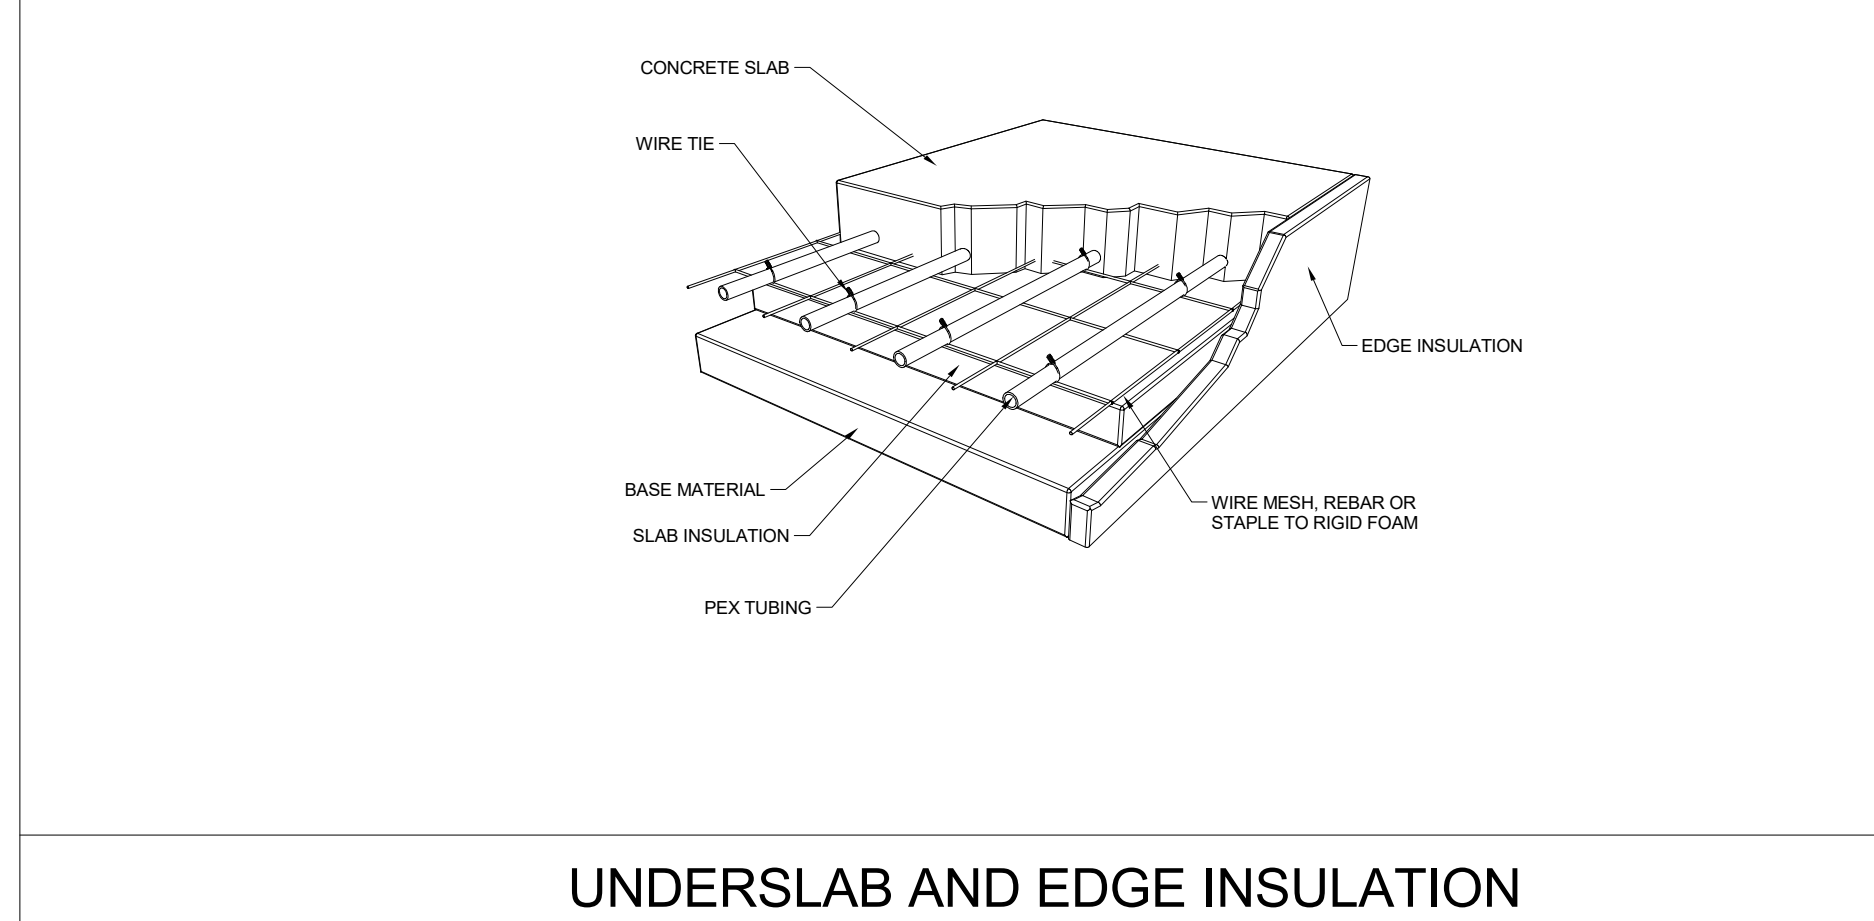 CONCRETE SLAB
WIRE TIE
EDGE INSULATION
BASE MATERIAL
WIRE MESH, REBAR OR
STAPLE TO RIGID FOAM
SLAB INSULATION
PEX TUBING
UNDERSLAB AND EDGE INSULATION